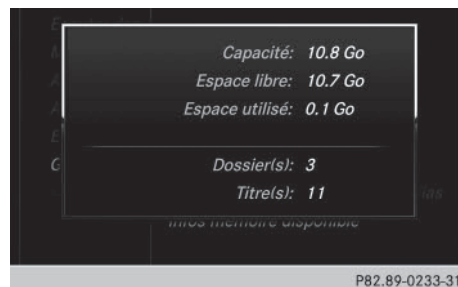 Capacité: 10.8 Go
Espace libre: 10.7 Go
Espace utilisé: 0.1 Go
Dossier(s): 3
Titre(s): 11
Infos mémoire disponible
P82.89-0233-31